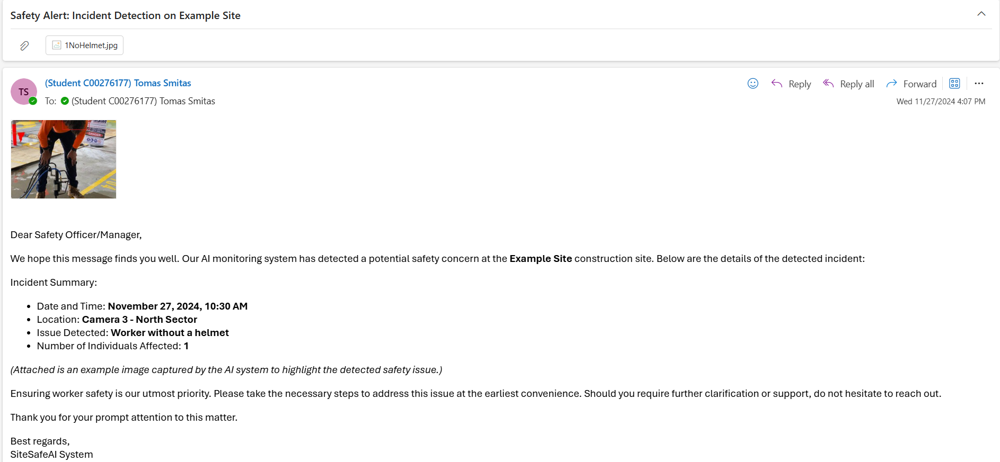 Safety Alert: Incident Detection on Example Site
1NoHelmet.jpg
TS
(Student C00276177) Tomas Smitas
Reply
Reply all
Forward
To: (Student C00276177) Tomas Smitas
Wed 11/27/2024 4:07 PM
DANGER
Dear Safety Officer/Manager,
We hope this message finds you well. Our AI monitoring system has detected a potential safety concern at the Example Site construction site. Below are the details of the detected incident:
Incident Summary:
• Date and Time: November 27, 2024, 10:30 AM
• Location: Camera 3 - North Sector
• Issue Detected: Worker without a helmet
• Number of Individuals Affected: 1
(Attached is an example image captured by the AI system to highlight the detected safety issue.)
Ensuring worker safety is our utmost priority. Please take the necessary steps to address this issue at the earliest convenience. Should you require further clarification or support, do not hesitate to reach out.
Thank you for your prompt attention to this matter.
Best regards,
SiteSafeAI System